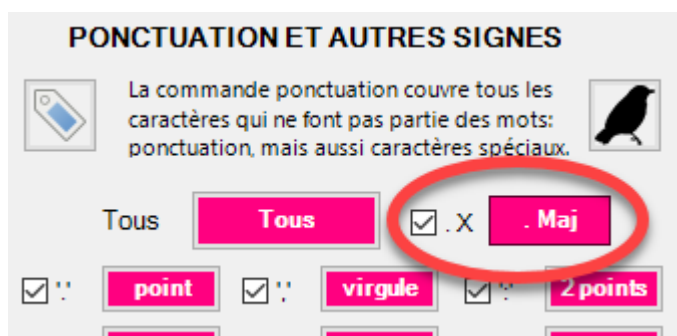 PONCTUATION ET AUTRES SIGNES
La commande ponctuation couvre tous les
caractères qui ne font pas partie des mots:
ponctuation, mais aussi caractères spéciaux.
Tous Tous . X . Maj
'.' point ',' virgule ':' 2 points